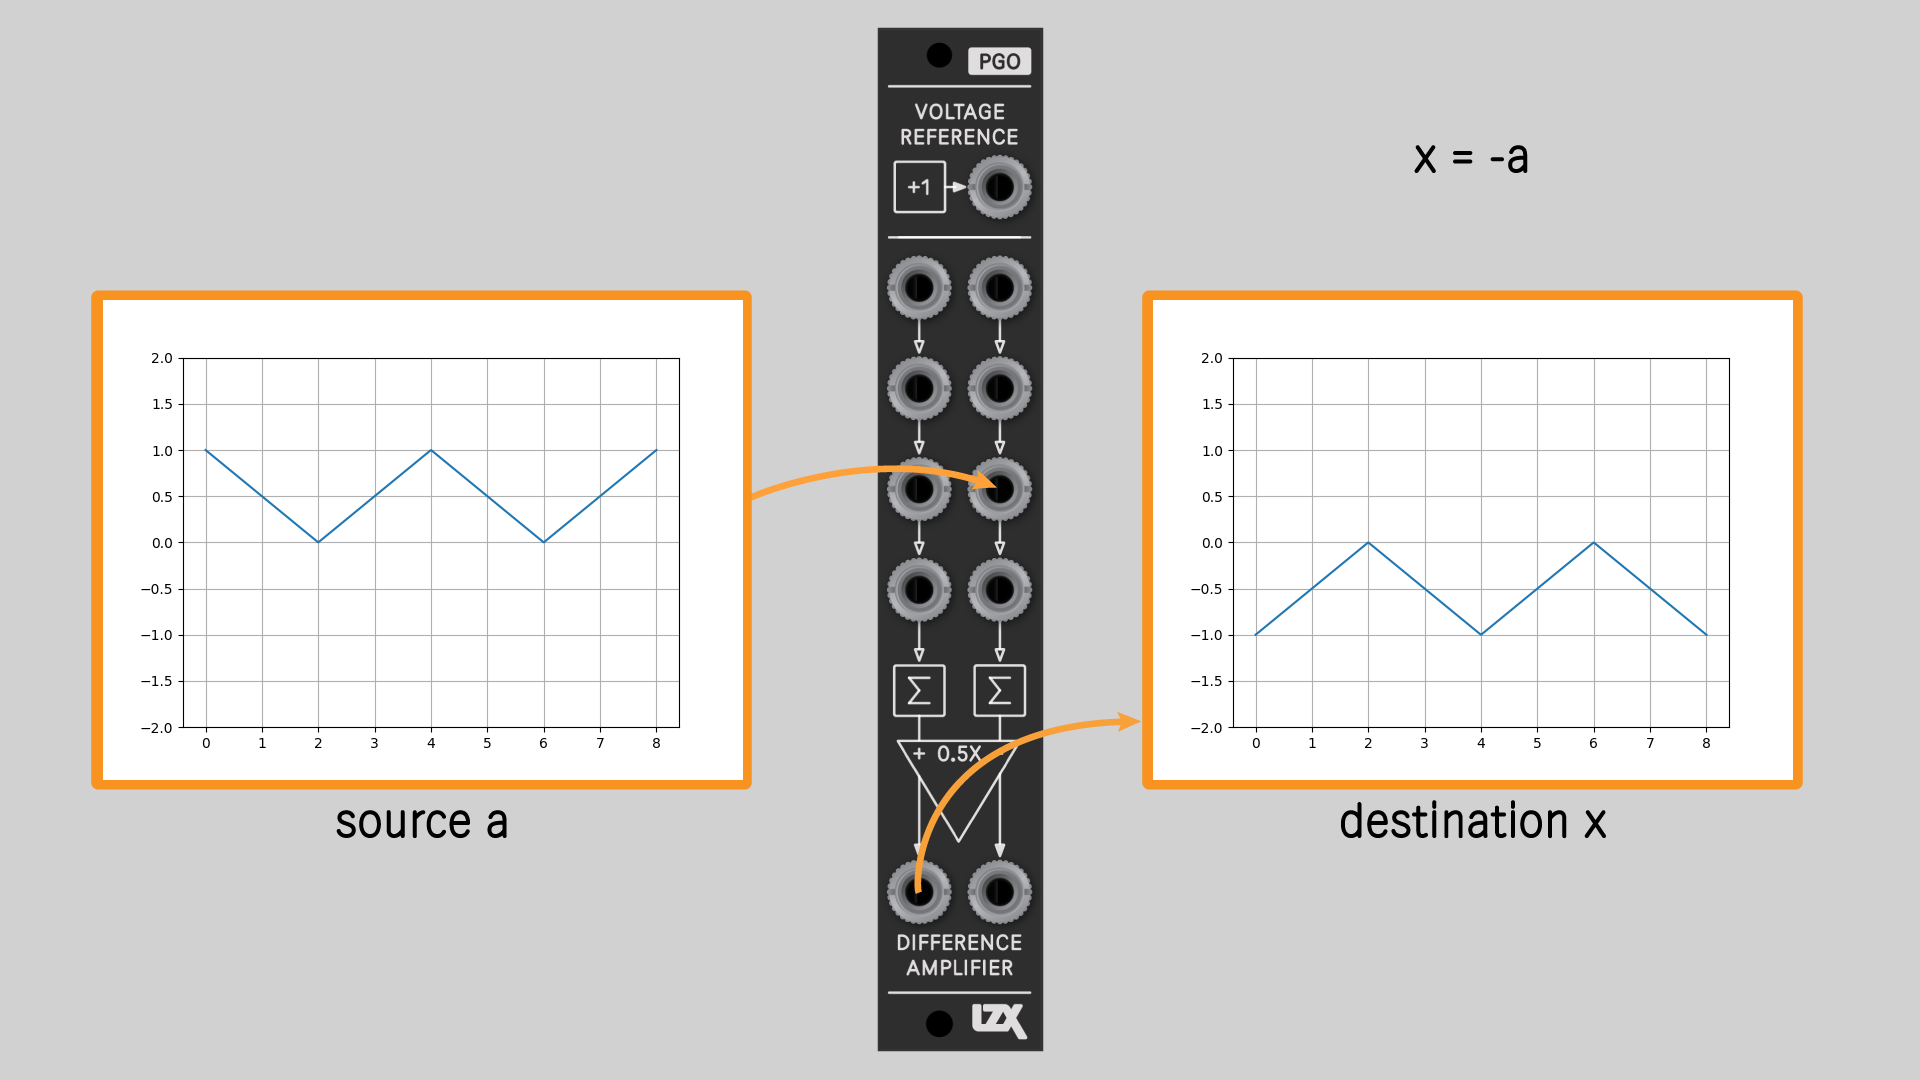 PGO
VOLTAGE
REFERENCE
+1
x = -a
2.0
1.5
1.0
0.5
0.0
−0.5
−1.0
−1.5
−2.0
0 1 2 3 4 5 6 7 8
source a
Σ Σ
+ 0.5X -
2.0
1.5
1.0
0.5
0.0
−0.5
−1.0
−1.5
−2.0
0 1 2 3 4 5 6 7 8
destination x
DIFFERENCE
AMPLIFIER
LZX